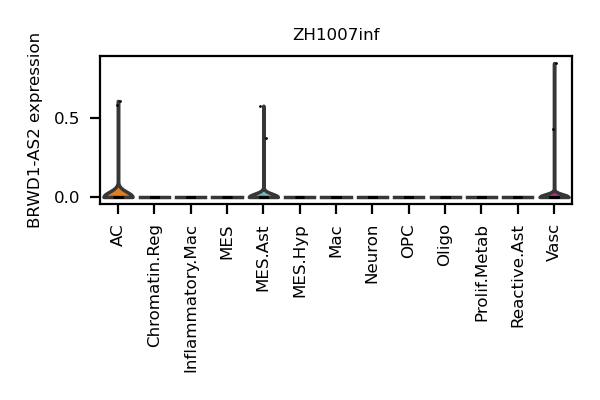 ZH1007inf
BRWD1-AS2 expression
0.5
0.0
AC
Chromatin.Reg
Inflammatory.Mac
MES
MES.Ast
MES.Hyp
Mac
Neuron
OPC
Oligo
Prolif.Metab
Reactive.Ast
Vasc